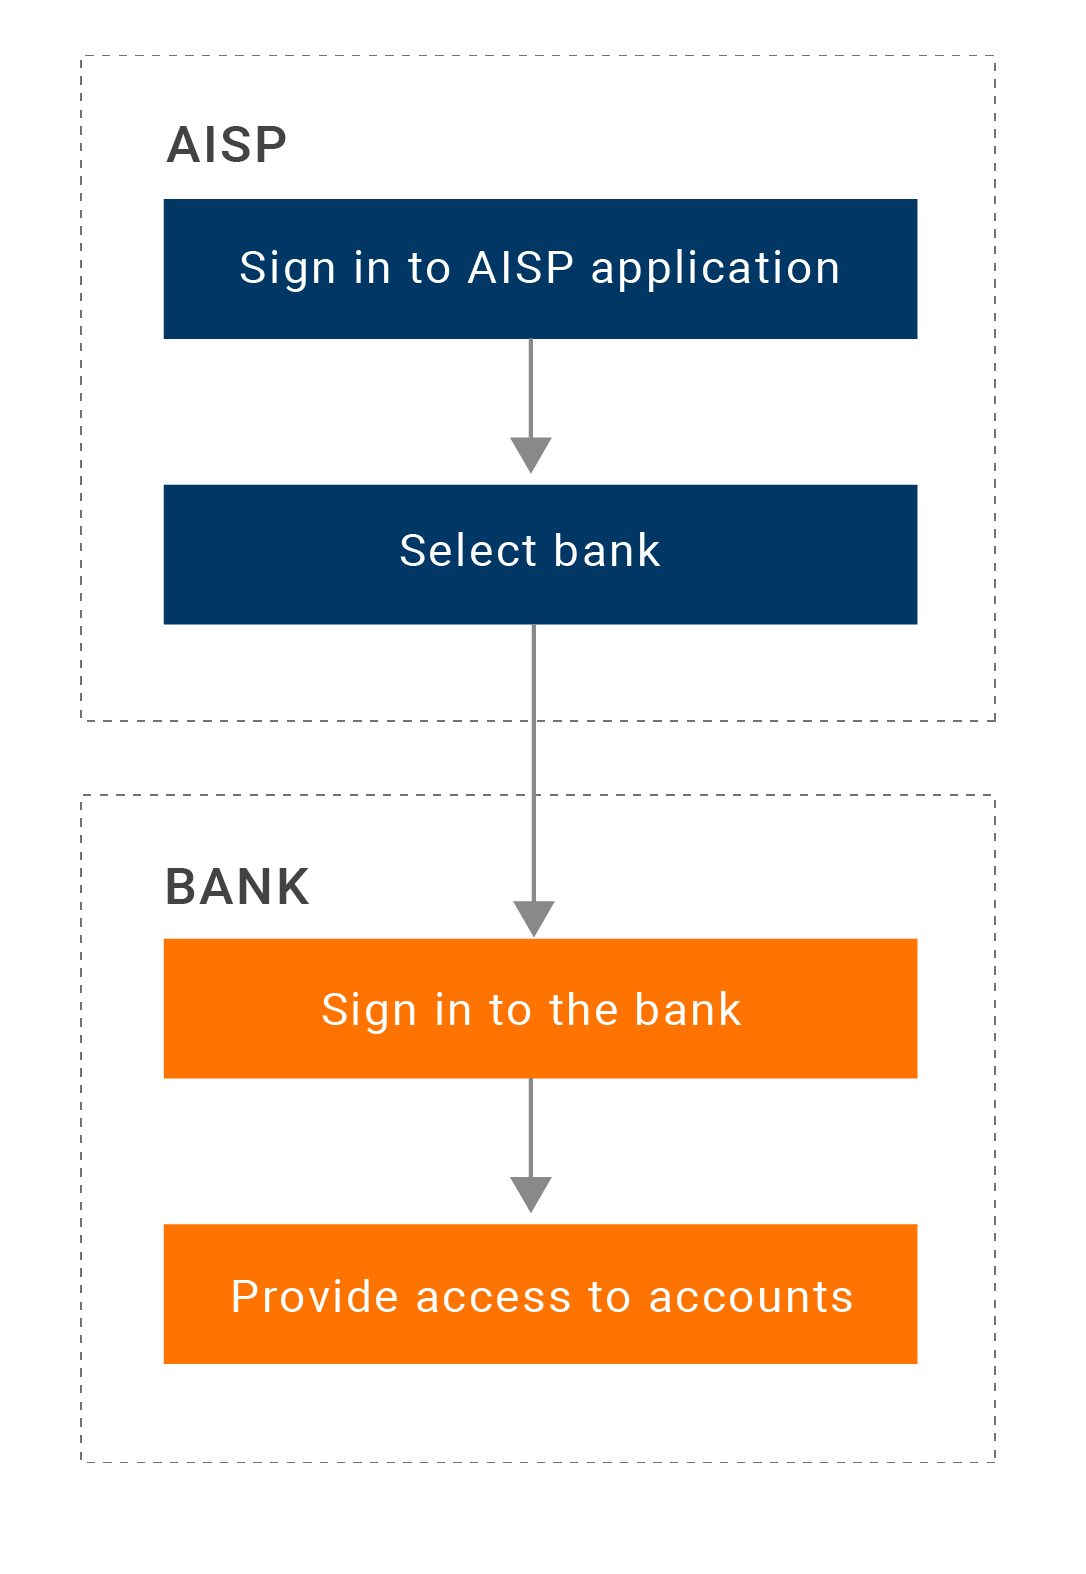 AISP
Sign in to AISP application
Select bank
BANK
Sign in to the bank
Provide access to accounts